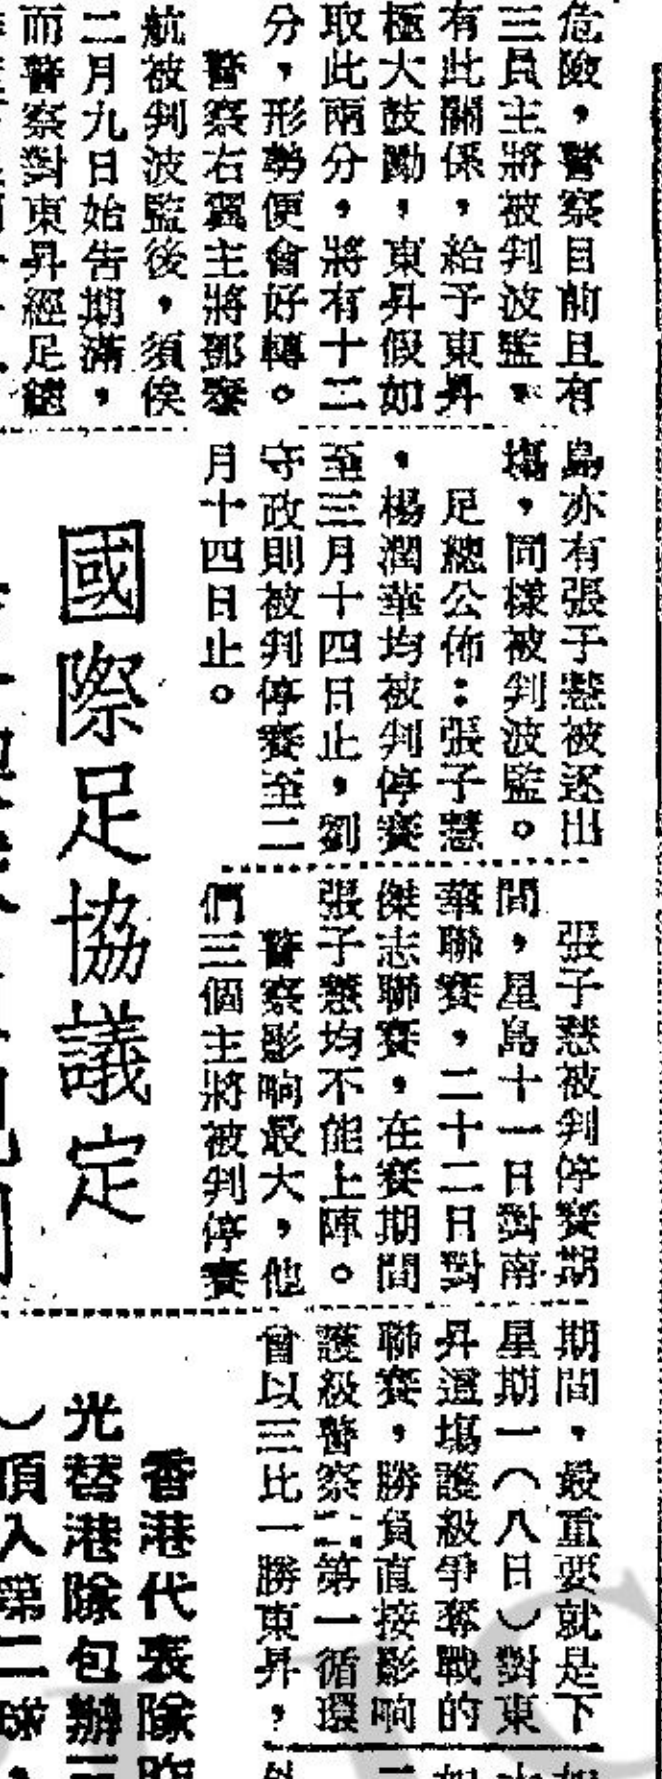 危險，警察目前且有
三員主將被判波監，
有此關係，給予東昇
極大鼓勵，東昇假如
取此兩分，將有十二
分，形勢便會好轉。
警察右翼主將鄧
航被判波監後，須俟
二月九日始告期滿，
而警察對東昇經足總
島亦有張子慧被逐出
塲，同樣被判波監。
足總公佈：張子慧
，楊潤華均被判停賽
至三月十四日止，劉
守政則被判停賽至二
月十四日止。
張子慧被判停賽期
間，星島十一日對南
華聯賽，二十二日對
傑志聯賽，在賽期間
張子慧均不能上陣。
警察影响最大，他
們三個主將被判停賽
期間，最重要就是下
星期一（八日）對東
昇這塲護級爭奪戰的
聯賽，勝負直接影响
護級警察第一循環
曾以三比一勝東昇，
國際足協議定
香港代表隊昨
光替港隊包辦三
）頂入第二球，